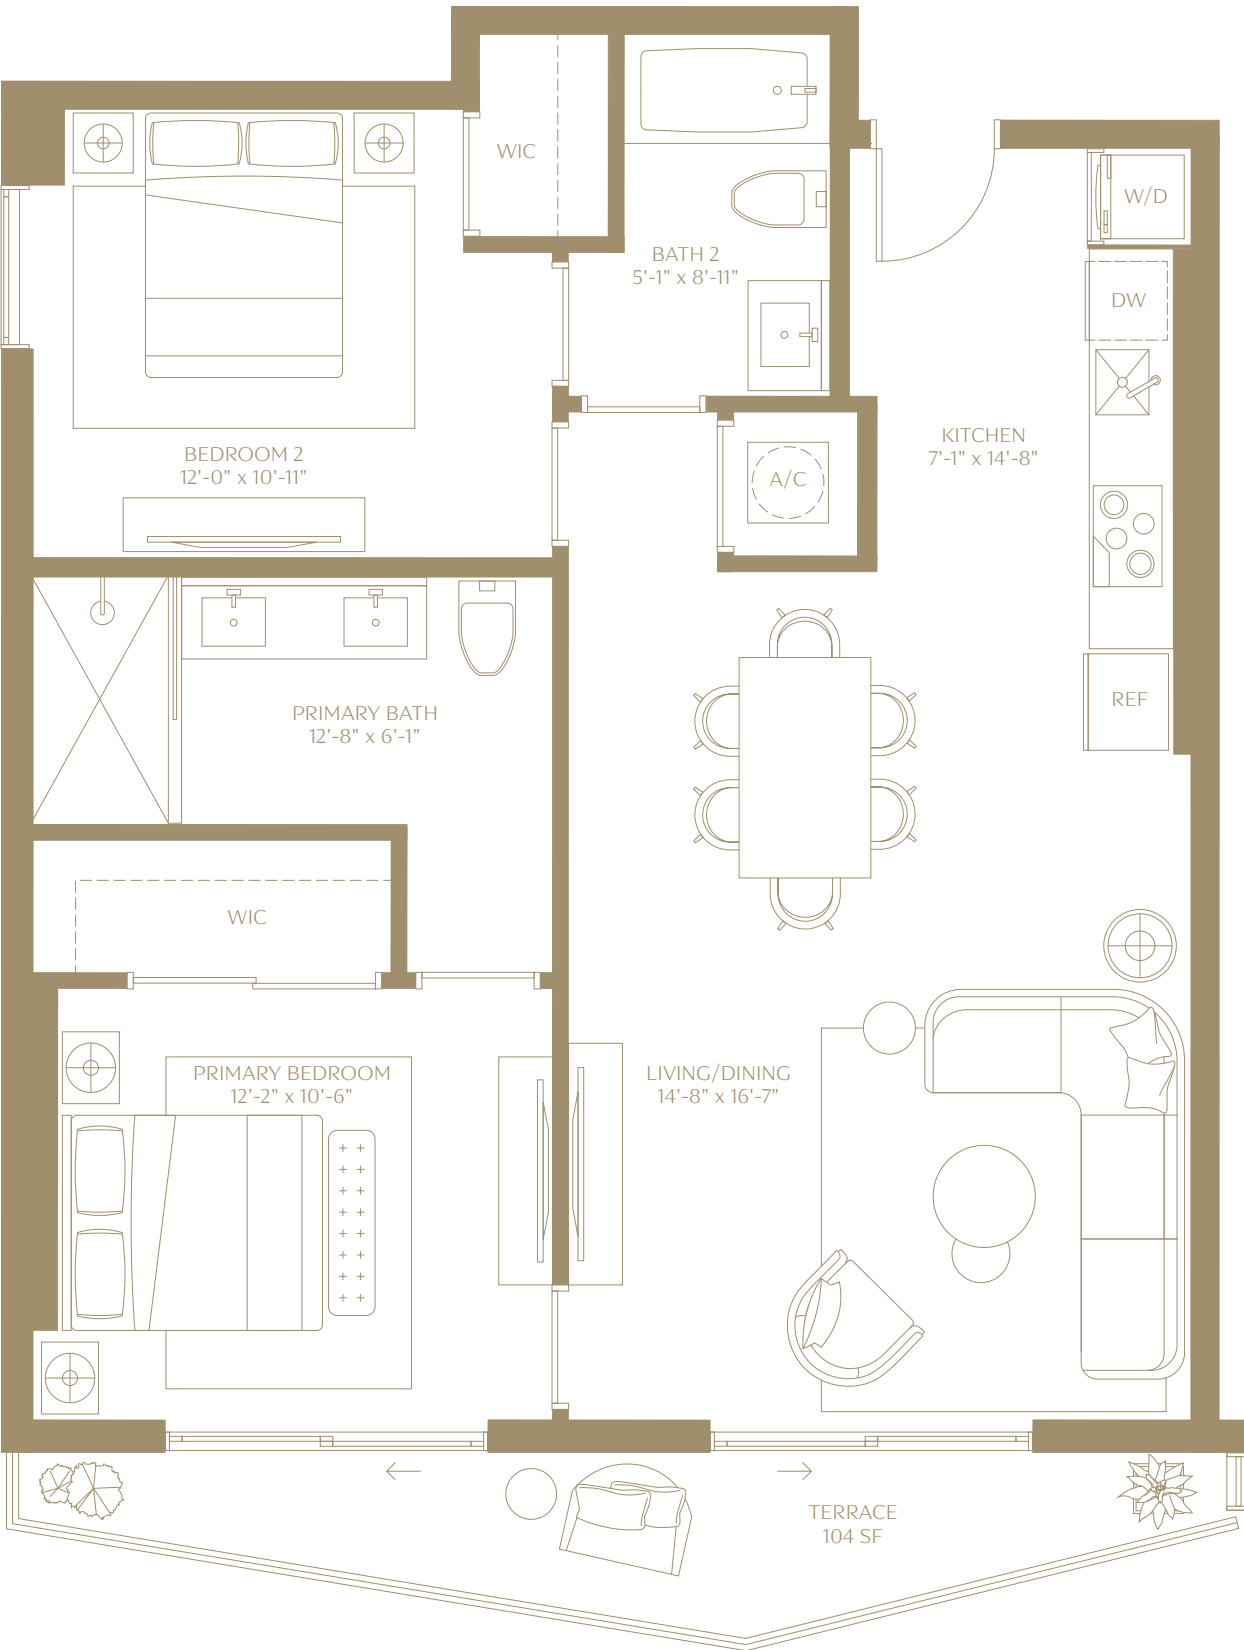 WIC
W/D
BATH 2
5'-1" x 8'-11"
DW
KITCHEN
7'-1" x 14'-8"
BEDROOM 2
12'-0" x 10'-11"
A/C
REF
PRIMARY BATH
12'-8" x 6'-1"
WIC
PRIMARY BEDROOM
12'-2" x 10'-6"
LIVING/DINING
14'-8" x 16'-7"
TERRACE
104 SF